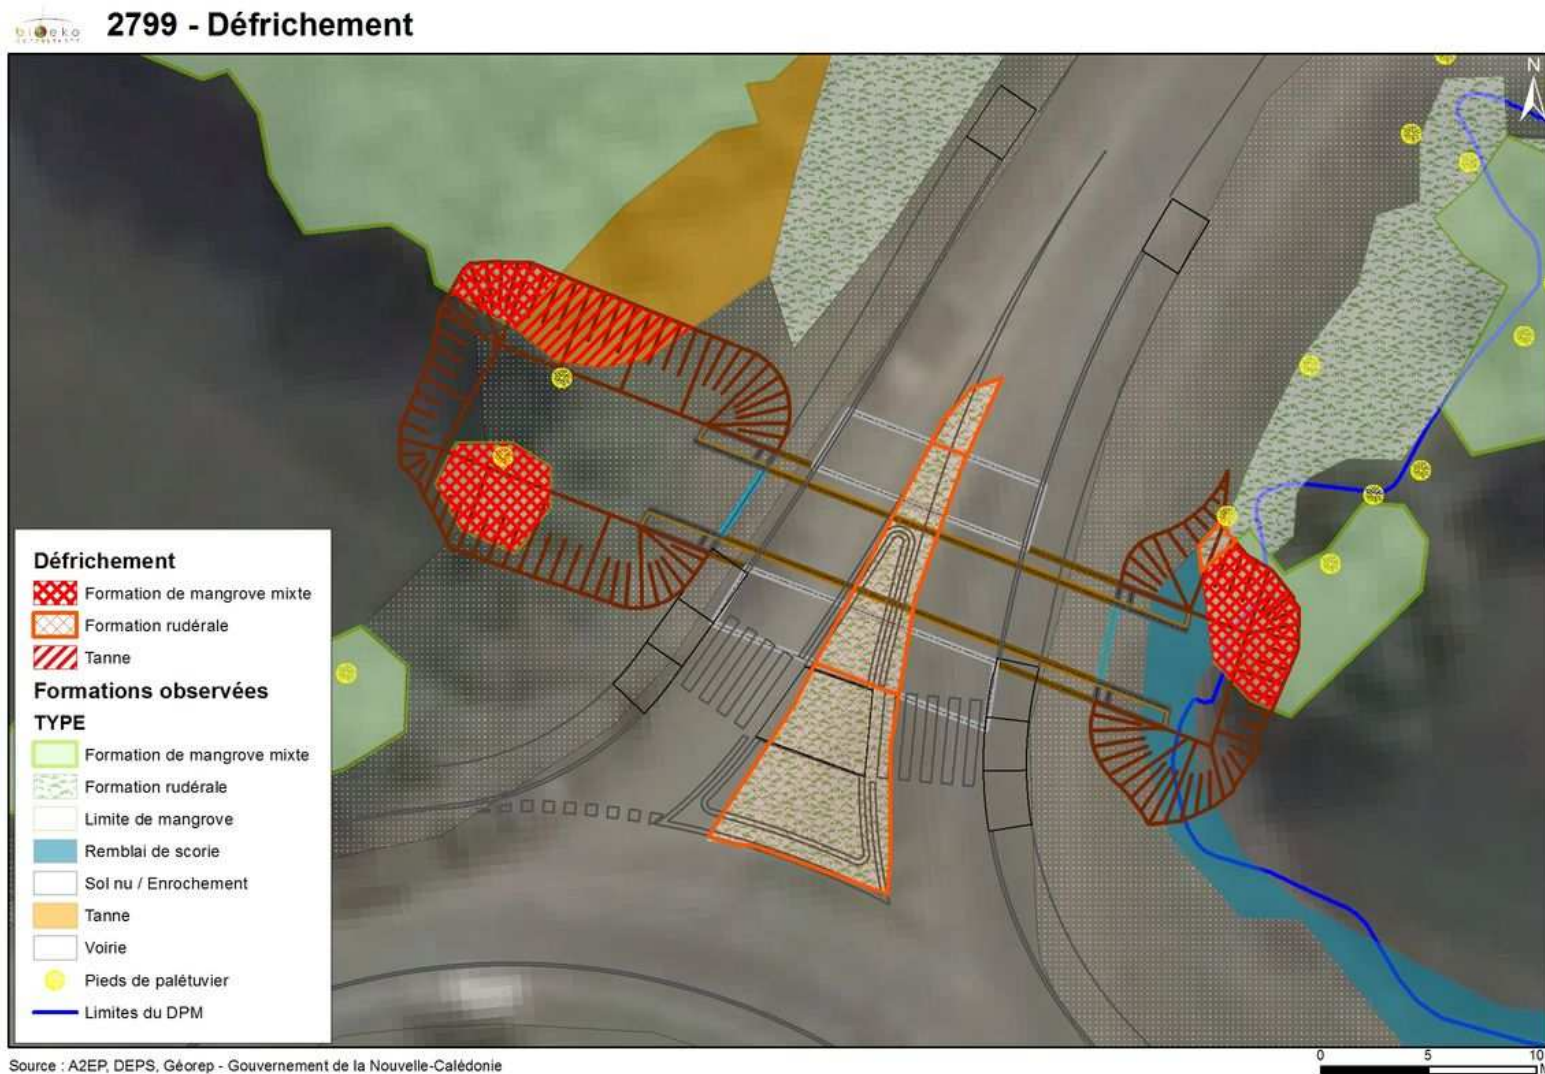 bioeko
2799 - Défrichement
N
Défrichement
Formation de mangrove mixte
Formation rudérale
Tanne
Formations observées
TYPE
Formation de mangrove mixte
Formation rudérale
Limite de mangrove
Remblai de scorie
Sol nu / Enrochement
Tanne
Voirie
Pieds de palétuvier
Limites du DPM
Source : A2EP, DEPS, Géorep - Gouvernement de la Nouvelle-Calédonie
0 5 10
M